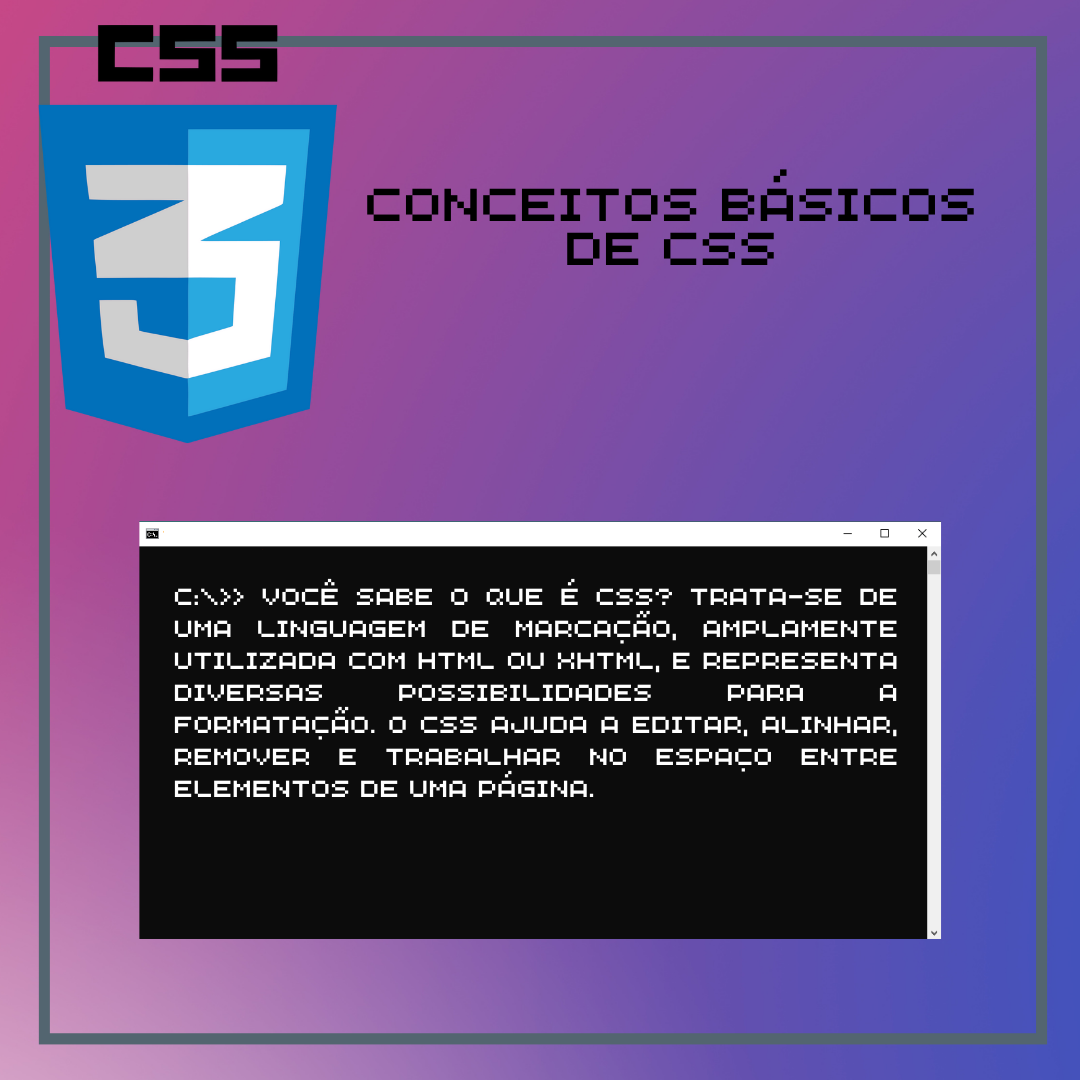 CSS
3
CONCEITOS BÁSICOS
DE CSS
C:\>> VOCÊ SABE O QUE É CSS? TRATA-SE DE
UMA LINGUAGEM DE MARCAÇÃO, AMPLAMENTE
UTILIZADA COM HTML OU XHTML, E REPRESENTA
DIVERSAS POSSIBILIDADES PARA A
FORMATAÇÃO. O CSS AJUDA A EDITAR, ALINHAR,
REMOVER E TRABALHAR NO ESPAÇO ENTRE
ELEMENTOS DE UMA PÁGINA.